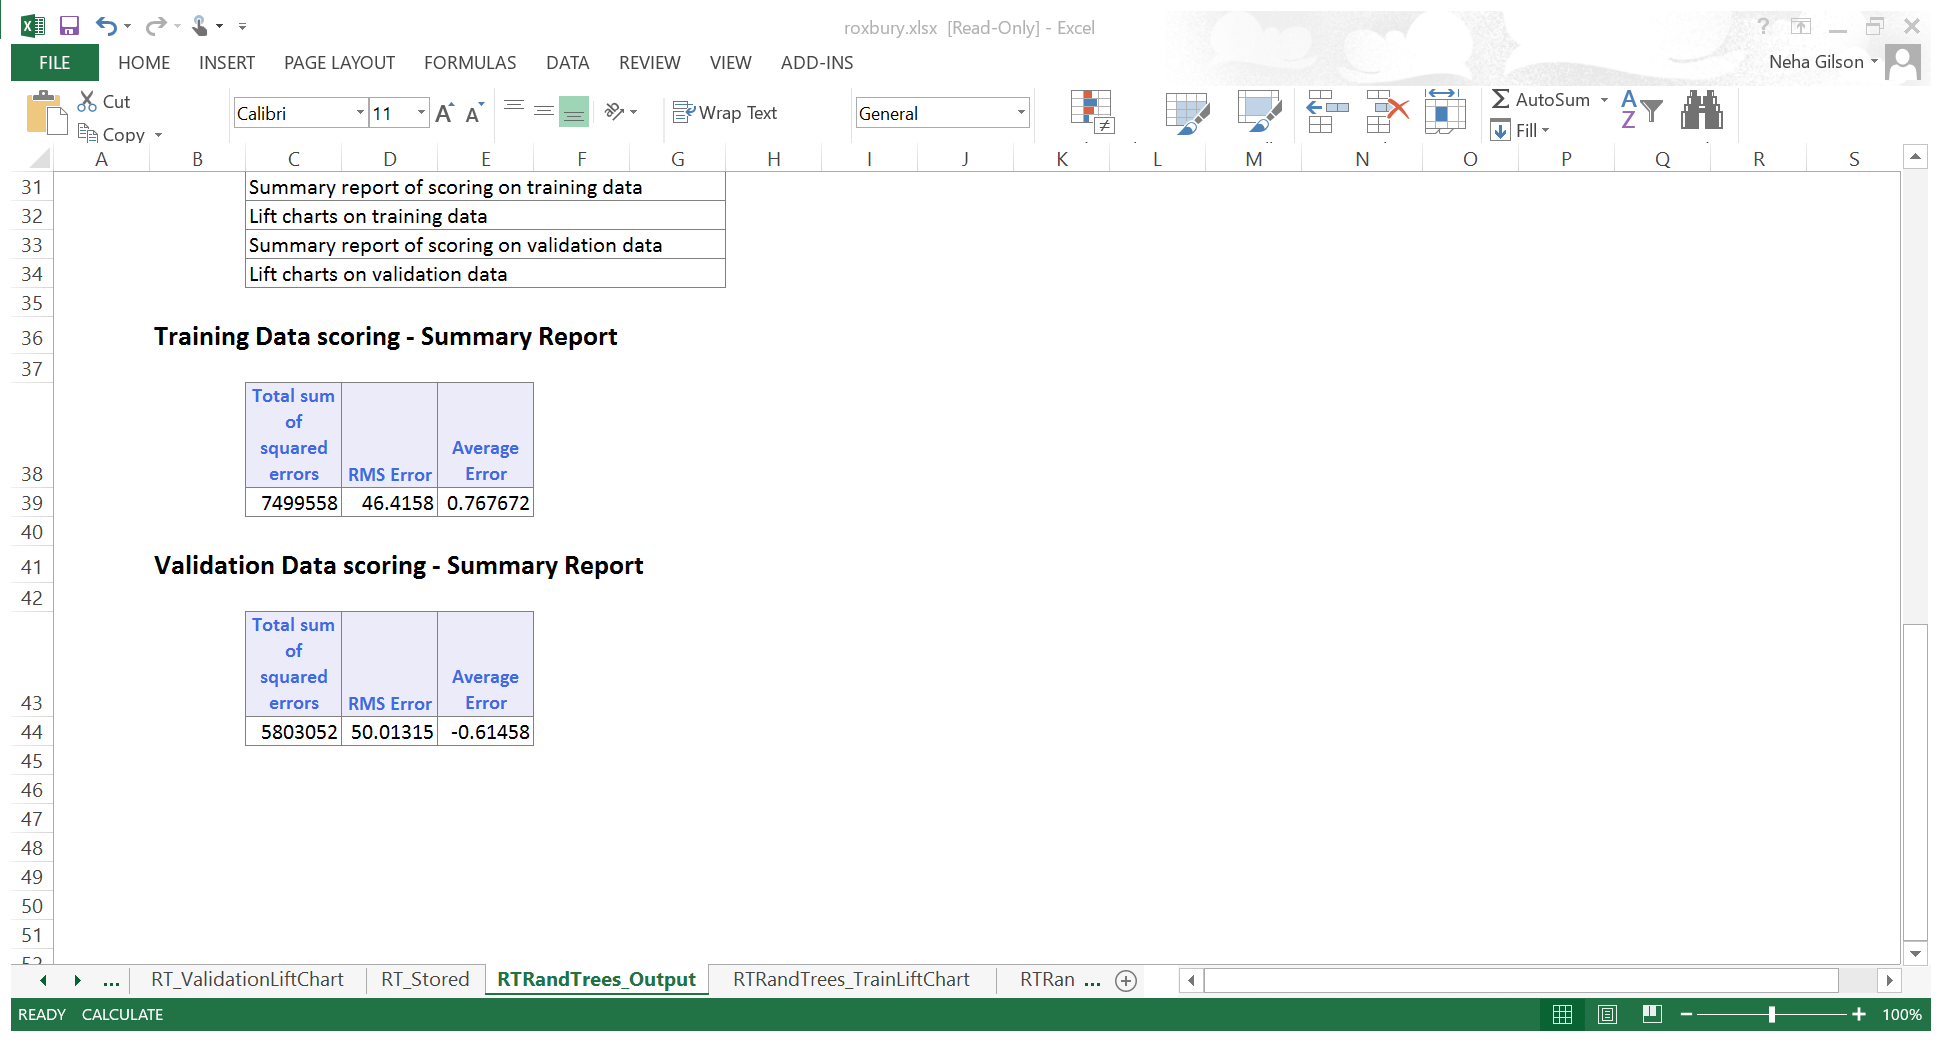 roxbury.xlsx [Read-Only] - Excel
?
FILE HOME INSERT PAGE LAYOUT FORMULAS DATA REVIEW VIEW ADD-INS
Neha Gilson
Cut
Copy
Calibri 11
Wrap Text
General
AutoSum
Fill
A B C D E F G H I J K L M N O P Q R S
31 Summary report of scoring on training data
32 Lift charts on training data
33 Summary report of scoring on validation data
34 Lift charts on validation data
35
36 Training Data scoring - Summary Report
37
38 Total sum of squared errors RMS Error Average Error
39 7499558 46.4158 0.767672
40
41 Validation Data scoring - Summary Report
42
43 Total sum of squared errors RMS Error Average Error
44 5803052 50.01315 -0.61458
45
46
47
48
49
50
51
52
... RT_ValidationLiftChart RT_Stored RTRandTrees_Output RTRandTrees_TrainLiftChart RTRan ...
READY CALCULATE 100%